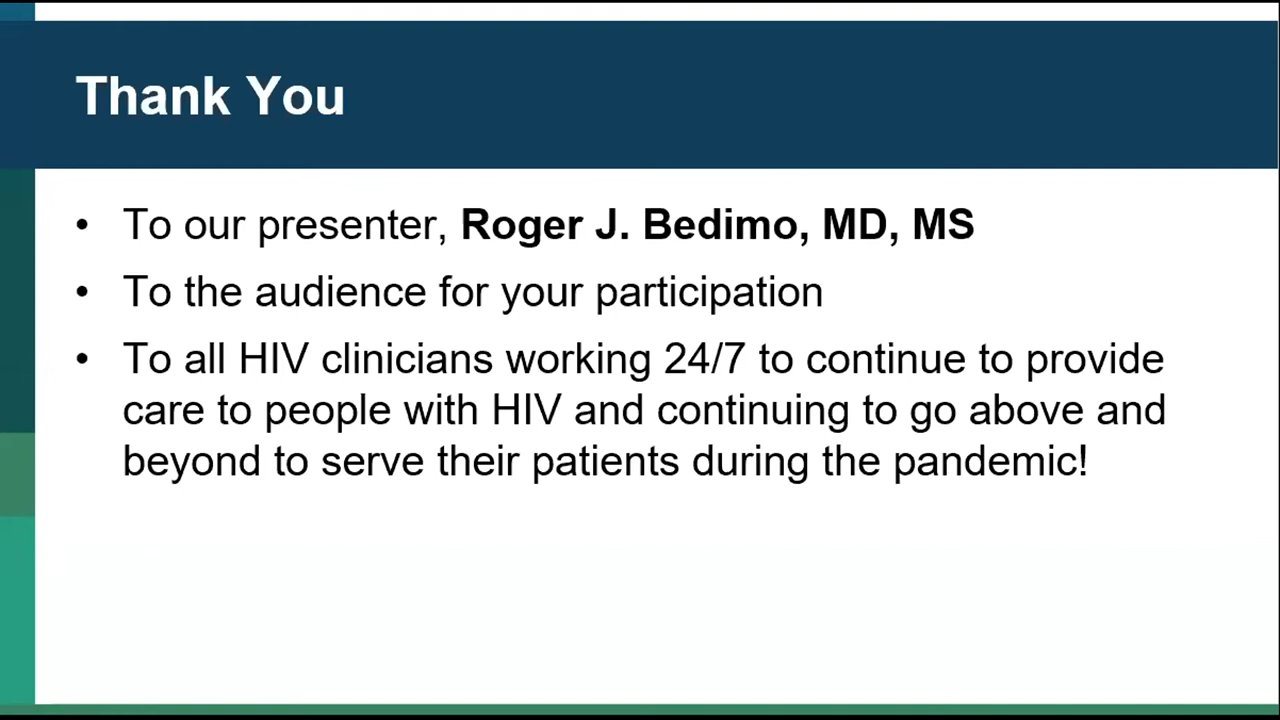 Thank You
• To our presenter, Roger J. Bedimo, MD, MS
• To the audience for your participation
• To all HIV clinicians working 24/7 to continue to provide
care to people with HIV and continuing to go above and
beyond to serve their patients during the pandemic!